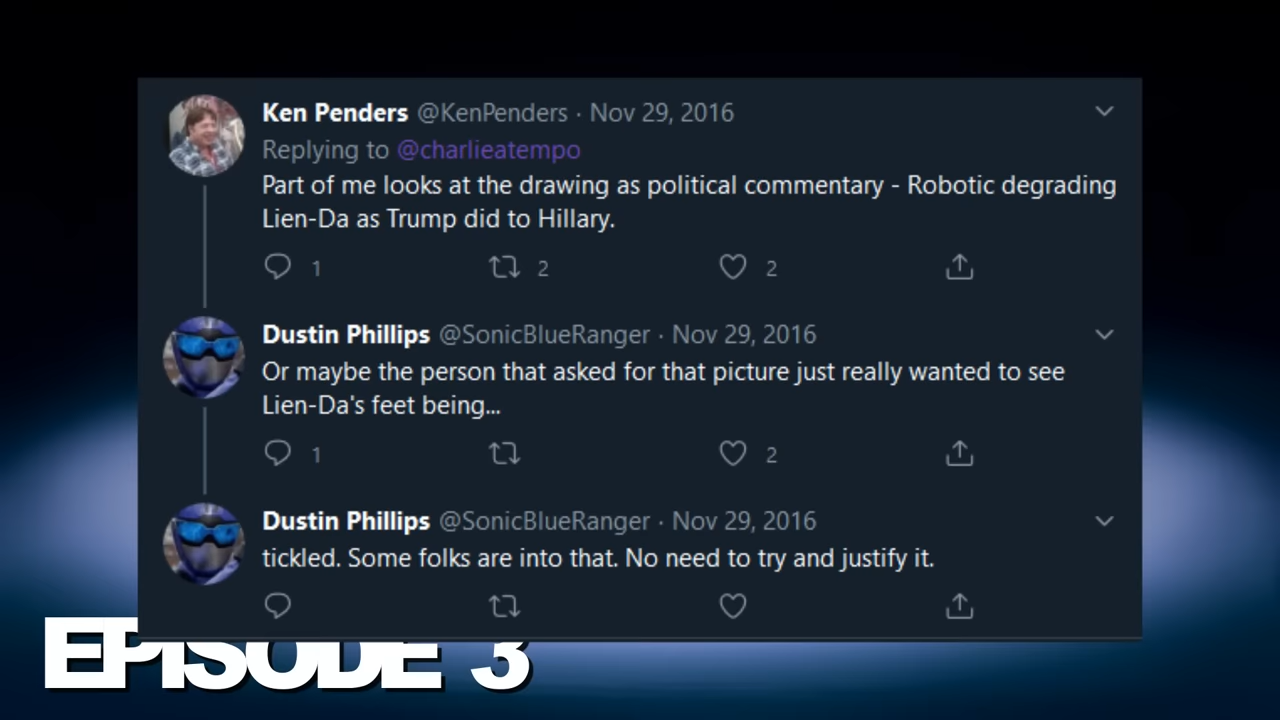 Ken Penders @KenPenders · Nov 29, 2016
Replying to @charlieatempo
Part of me looks at the drawing as political commentary - Robotic degrading
Lien-Da as Trump did to Hillary.
1 2 2
Dustin Phillips @SonicBlueRanger · Nov 29, 2016
Or maybe the person that asked for that picture just really wanted to see
Lien-Da's feet being...
1 2
Dustin Phillips @SonicBlueRanger · Nov 29, 2016
tickled. Some folks are into that. No need to try and justify it.
EPISODE 3